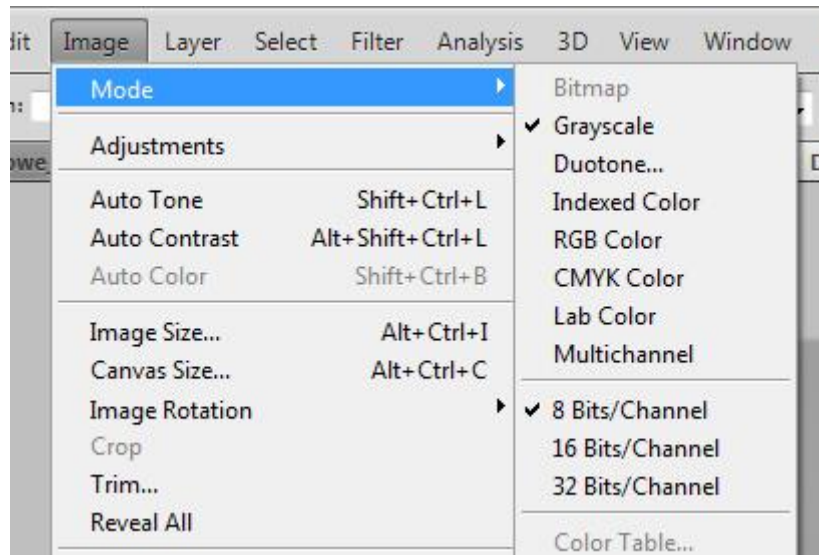 Image Layer Select Filter Analysis 3D View Window
Mode
Adjustments
Auto Tone Shift+Ctrl+L
Auto Contrast Alt+Shift+Ctrl+L
Auto Color Shift+Ctrl+B
Image Size... Alt+Ctrl+I
Canvas Size... Alt+Ctrl+C
Image Rotation
Crop
Trim...
Reveal All
Bitmap
Grayscale
Duotone...
Indexed Color
RGB Color
CMYK Color
Lab Color
Multichannel
8 Bits/Channel
16 Bits/Channel
32 Bits/Channel
Color Table...